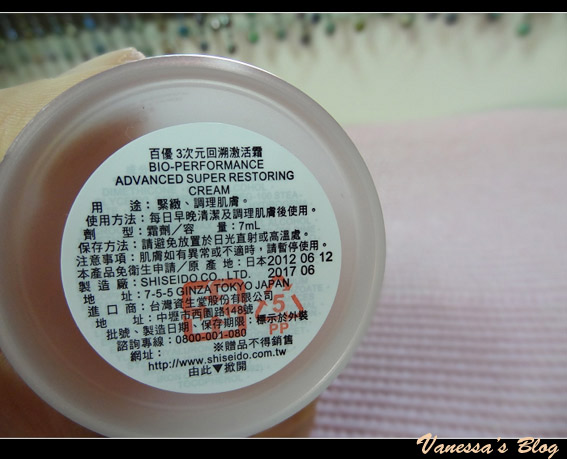 百優 3次元回溯激活霜
BIO-PERFORMANCE
ADVANCED SUPER RESTORING
CREAM
用　途：緊緻、調理肌膚。
使用方法：每日早晚清潔及調理肌膚後使用。
劑　型：霜劑／容　量：7mL
保存方法：請避免放置於日光直射或高溫處。
注意事項：肌膚如有異常或不適時，請暫停使用。
本產品免衛生申請／原 產 地：日本 2012 06 12
製 造 廠：SHISEIDO CO., LTD. 2017 06
地　址：7-5-5 GINZA TOKYO JAPAN
進 口 商：台灣資生堂股份有限公司
地　址：中壢市西園路148號
批號、製造日期、保存期限：標示於外裝
諮詢專線：0800-001-080
網址：　※贈品不得銷售
http://www.shiseido.com.tw
由此▼掀開
5
PP
Vanessa's Blog